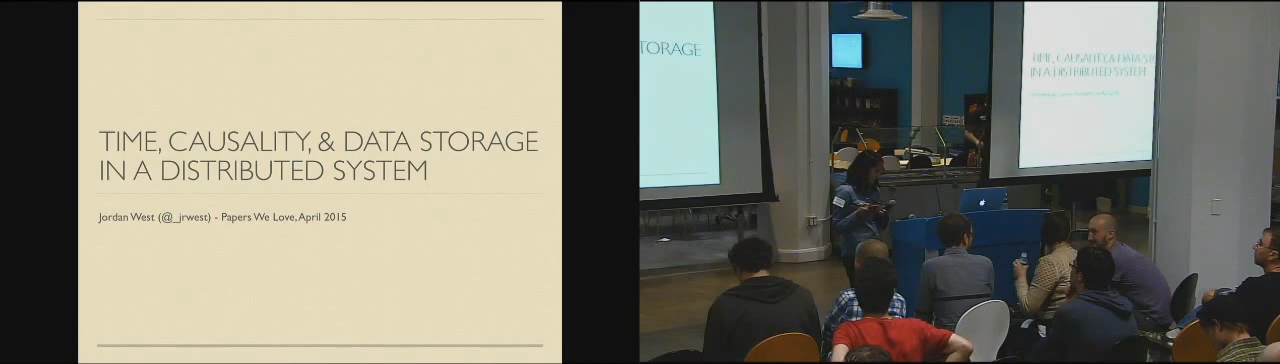 TIME, CAUSALITY, & DATA STORAGE
IN A DISTRIBUTED SYSTEM
Jordan West (@_jrwest) - Papers We Love, April 2015
TORAGE
TIME, CAUSALITY, & DATA S
IN A DISTRIBUTED SYSTEM